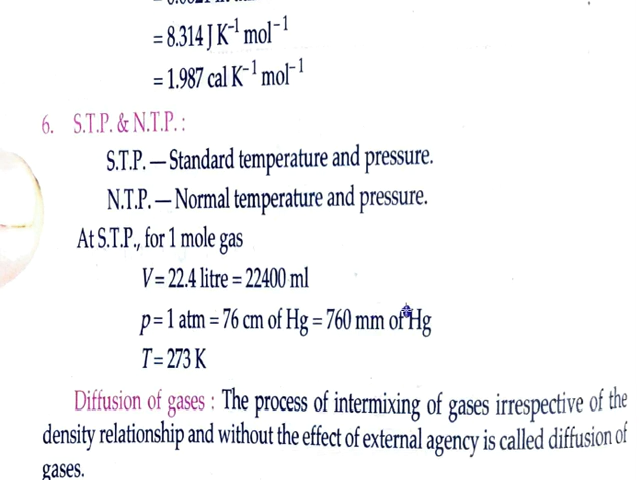 = 8.314 J K⁻¹ mol⁻¹
= 1.987 cal K⁻¹ mol⁻¹
6. S.T.P. & N.T.P. :
S.T.P. — Standard temperature and pressure.
N.T.P. — Normal temperature and pressure.
At S.T.P., for 1 mole gas
V = 22.4 litre = 22400 ml
p = 1 atm = 76 cm of Hg = 760 mm of Hg
T = 273 K
Diffusion of gases : The process of intermixing of gases irrespective of the
density relationship and without the effect of external agency is called diffusion of
gases.